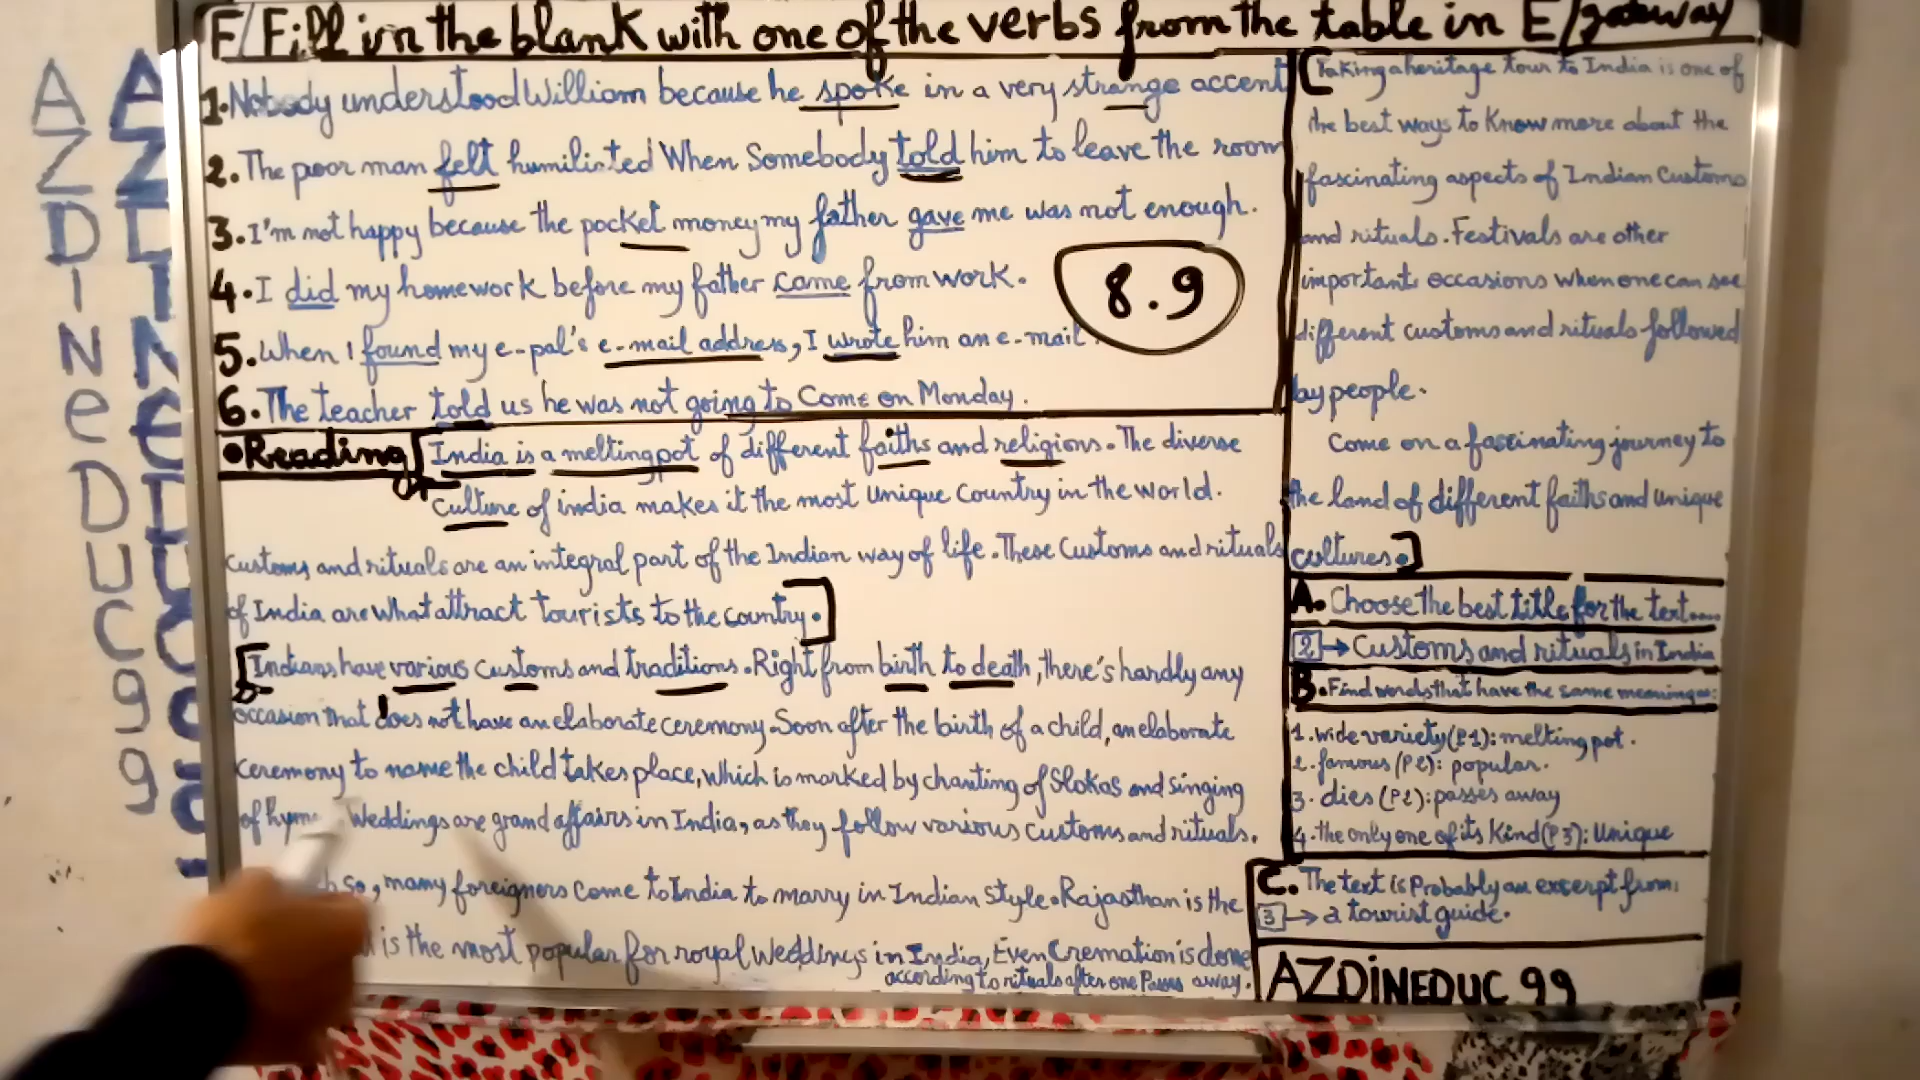 F/Fill in the blank with one of the verbs from the table in E/gateway
1.Nobody understood William because he spoke in a very strange accent
2.The poor man felt humiliated When Somebody told him to leave the room
3.I'm not happy because the pocket money my father gave me was not enough.
4.I did my homework before my father came from work.
5.When I found my e-pal's e-mail address, I wrote him an e-mail.
6.The teacher told us he was not going to Come on Monday.
8.9
•Reading
India is a melting pot of different faiths and religions. The diverse
Culture of india makes it the most Unique Country in the world.
customs and rituals are an integral part of the Indian way of life. These Customs and rituals
of India are What attract Tourists to the country.
Indians have various customs and traditions. Right from birth to death, there's hardly any
occasion that does not have an elaborate ceremony. Soon after the birth of a child, an elaborate
ceremony to name the child takes place, which is marked by chanting of Slokas and singing
of Weddings are grand affairs in India, as they follow various customs and rituals.
so, many foreigners come to India to marry in Indian style. Rajasthan is the
is the most popular for royal Weddings in India, Even Cremation is done
according to rituals after one Passes away.
Taking a heritage tour to India is one of
the best ways to Know more about the
fascinating aspects of Indian Customs
and rituals. Festivals are other
important occasions when one can see
different customs and rituals followed
by people.
Come on a fascinating journey to
the land of different faiths and unique
cultures.
A. Choose the best title for the text....
2 → Customs and rituals in India
B. Find words that have the same meaning as:
1. wide variety (P1): melting pot.
2. famous (P2): popular.
3. dies (P2): passes away
4. the only one of its Kind (P3): Unique
C. The text is Probably an excerpt from:
3 → a tourist guide.
AZDINEDUC 99
AZDINeDUC99